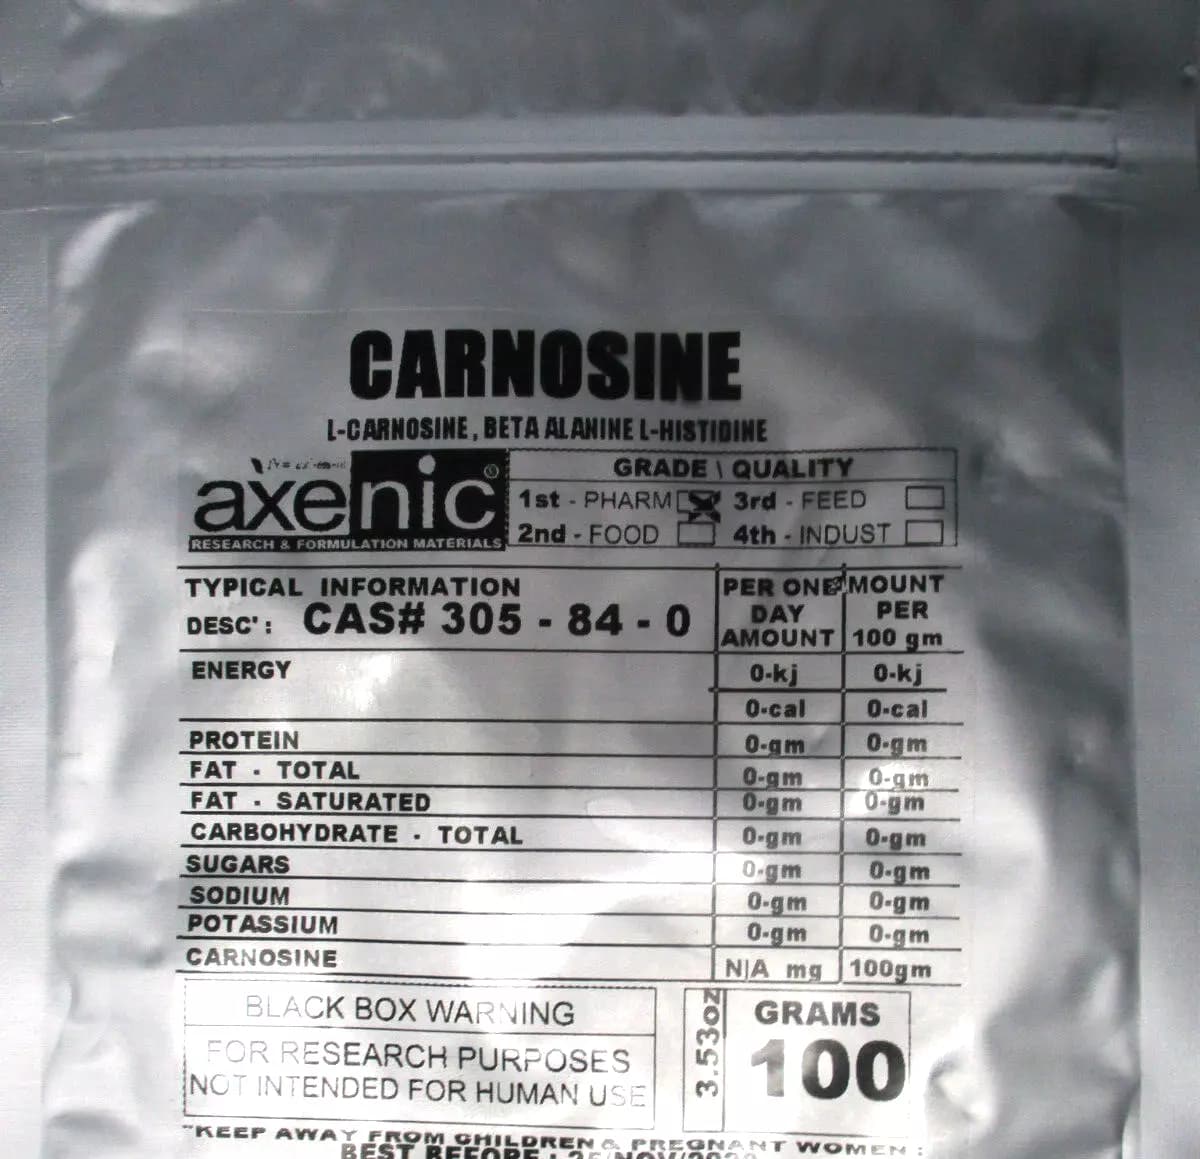 CARNOSINE
L-CARNOSINE, BETA ALANINE L-HISTIDINE
axenic ®
RESEARCH & FORMULATION MATERIALS
GRADE \ QUALITY
1st - PHARM 3rd - FEED
2nd - FOOD 4th - INDUST
TYPICAL INFORMATION
DESC': CAS# 305 - 84 - 0
PER ONE DAY AMOUNT
MOUNT PER 100 gm
ENERGY 0-kj 0-kj
0-cal 0-cal
PROTEIN 0-gm 0-gm
FAT - TOTAL 0-gm 0-gm
FAT - SATURATED 0-gm 0-gm
CARBOHYDRATE - TOTAL 0-gm 0-gm
SUGARS 0-gm 0-gm
SODIUM 0-gm 0-gm
POTASSIUM 0-gm 0-gm
CARNOSINE N|A mg 100gm
BLACK BOX WARNING
FOR RESEARCH PURPOSES
NOT INTENDED FOR HUMAN USE
3.53oz
GRAMS
100
"KEEP AWAY FROM CHILDREN & PREGNANT WOMEN :
BEST BEFORE : 25/NOV/